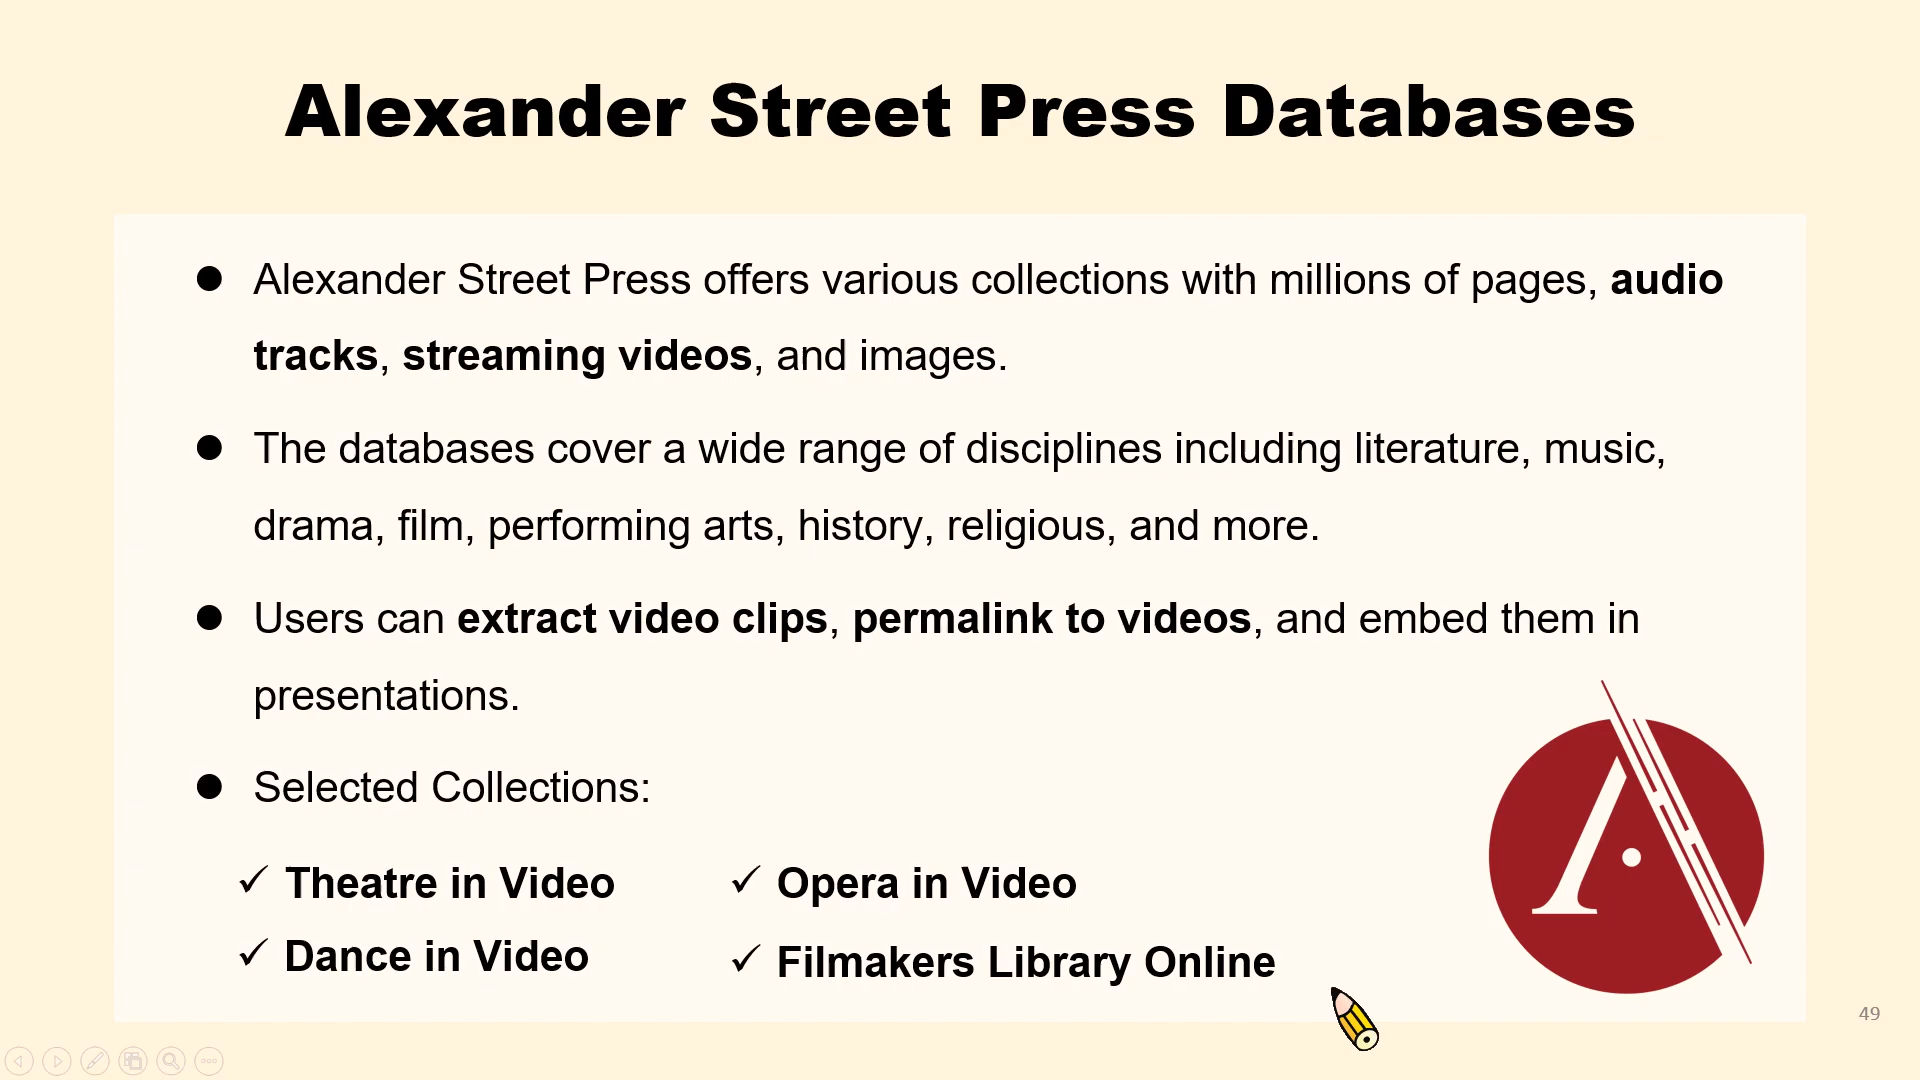 Alexander Street Press Databases
● Alexander Street Press offers various collections with millions of pages, audio
tracks, streaming videos, and images.
● The databases cover a wide range of disciplines including literature, music,
drama, film, performing arts, history, religious, and more.
● Users can extract video clips, permalink to videos, and embed them in
presentations.
● Selected Collections:
✓ Theatre in Video
✓ Dance in Video
✓ Opera in Video
✓ Filmakers Library Online
49